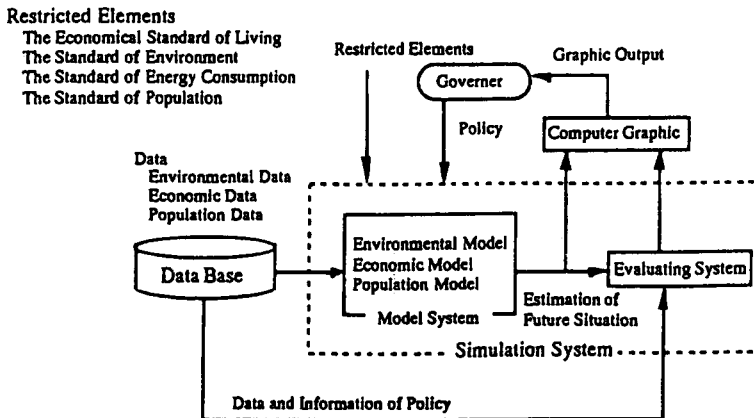 Restricted Elements
The Economical Standard of Living
The Standard of Environment
The Standard of Energy Consumption
The Standard of Population
Restricted Elements
Governer
Graphic Output
Policy
Computer Graphic
Data
Environmental Data
Economic Data
Population Data
Data Base
Environmental Model
Economic Model
Population Model
Model System
Evaluating System
Estimation of
Future Situation
Simulation System
Data and Information of Policy